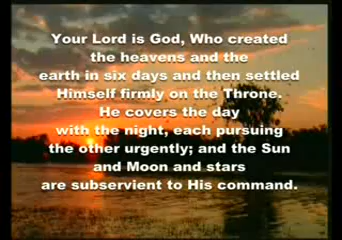 Your Lord is God, Who created
the heavens and the
earth in six days and then settled
Himself firmly on the Throne.
He covers the day
with the night, each pursuing
the other urgently; and the Sun
and Moon and stars
are subservient to His command.